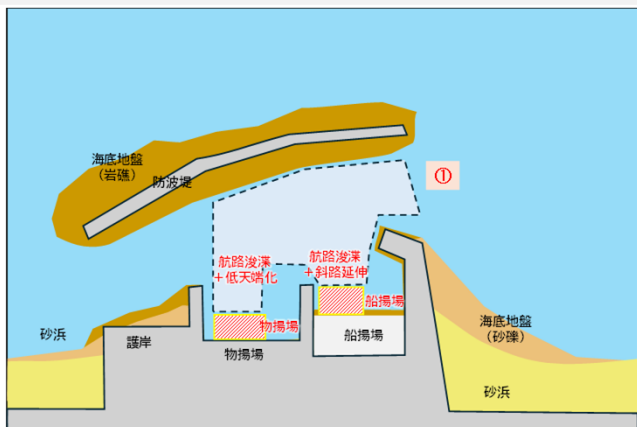 海底地盤
（岩礁）
防波堤
①
航路浚渫
＋低天端化
航路浚渫
＋斜路延伸
船揚場
物揚場
砂浜
護岸
物揚場
船揚場
海底地盤
（砂礫）
砂浜